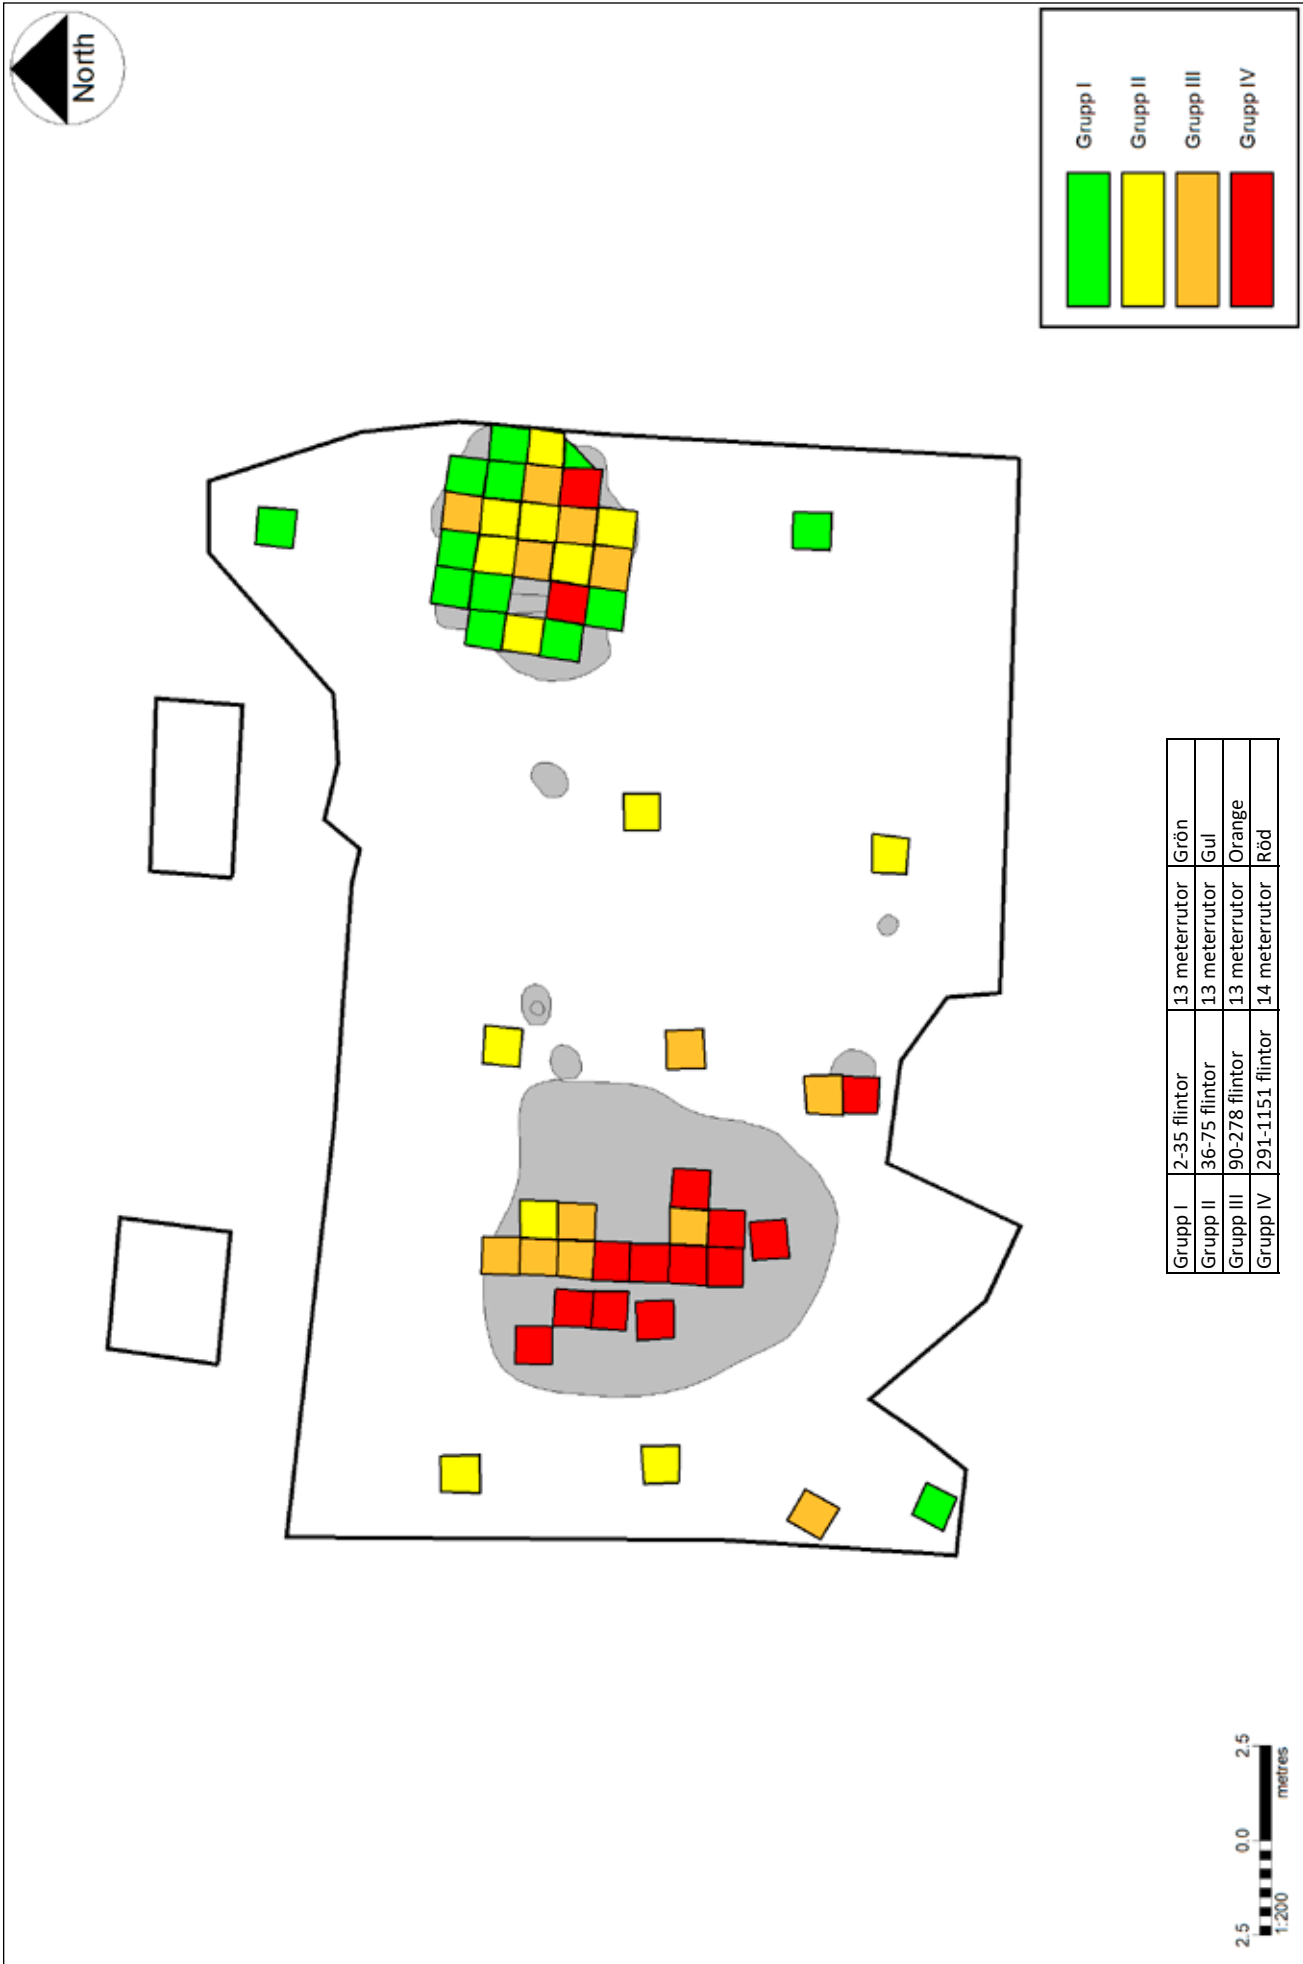 North
Grupp I
Grupp II
Grupp III
Grupp IV
Grupp I 2-35 flintor 13 meterrutor Grön
Grupp II 36-75 flintor 13 meterrutor Gul
Grupp III 90-278 flintor 13 meterrutor Orange
Grupp IV 291-1151 flintor 14 meterrutor Röd
2.5 0.0 2.5
1:200 metres